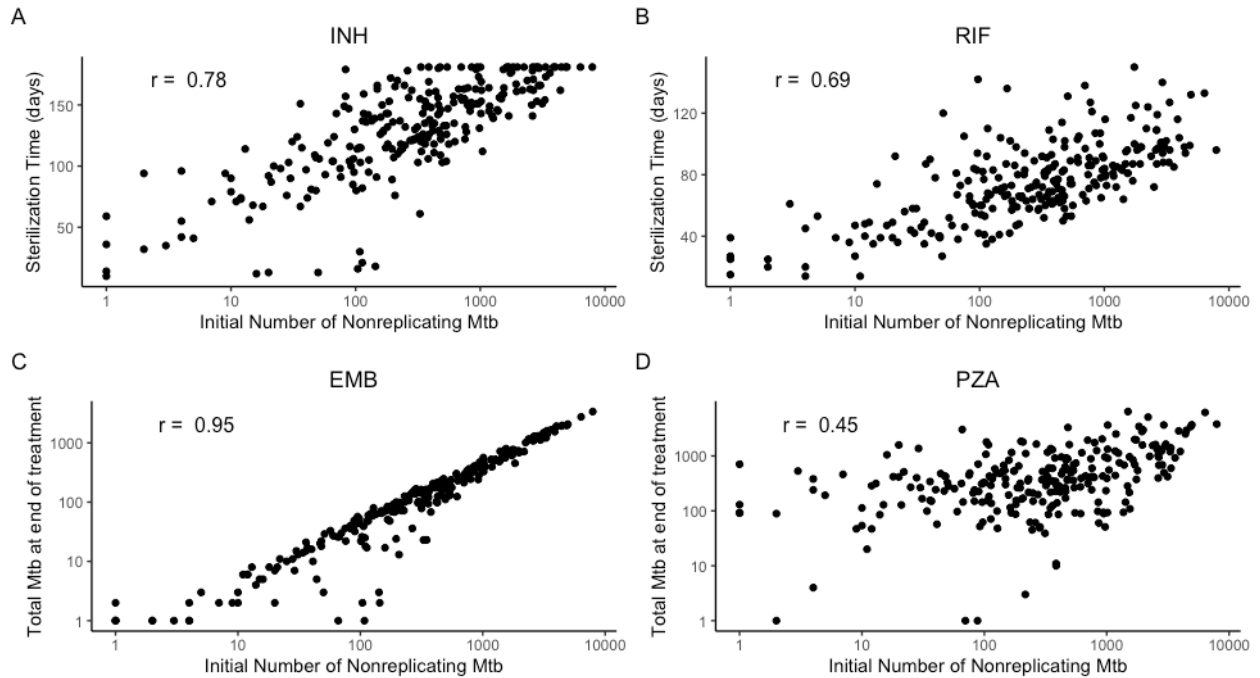 A
INH
r = 0.78
Sterilization Time (days)
150
100
50
1
10
100
1000
10000
Initial Number of Nonreplicating Mtb
B
RIF
r = 0.69
Sterilization Time (days)
120
80
40
1
10
100
1000
10000
Initial Number of Nonreplicating Mtb
C
EMB
r = 0.95
Total Mtb at end of treatment
1000
100
10
1
1
10
100
1000
10000
Initial Number of Nonreplicating Mtb
D
PZA
r = 0.45
Total Mtb at end of treatment
1000
100
10
1
1
10
100
1000
10000
Initial Number of Nonreplicating Mtb